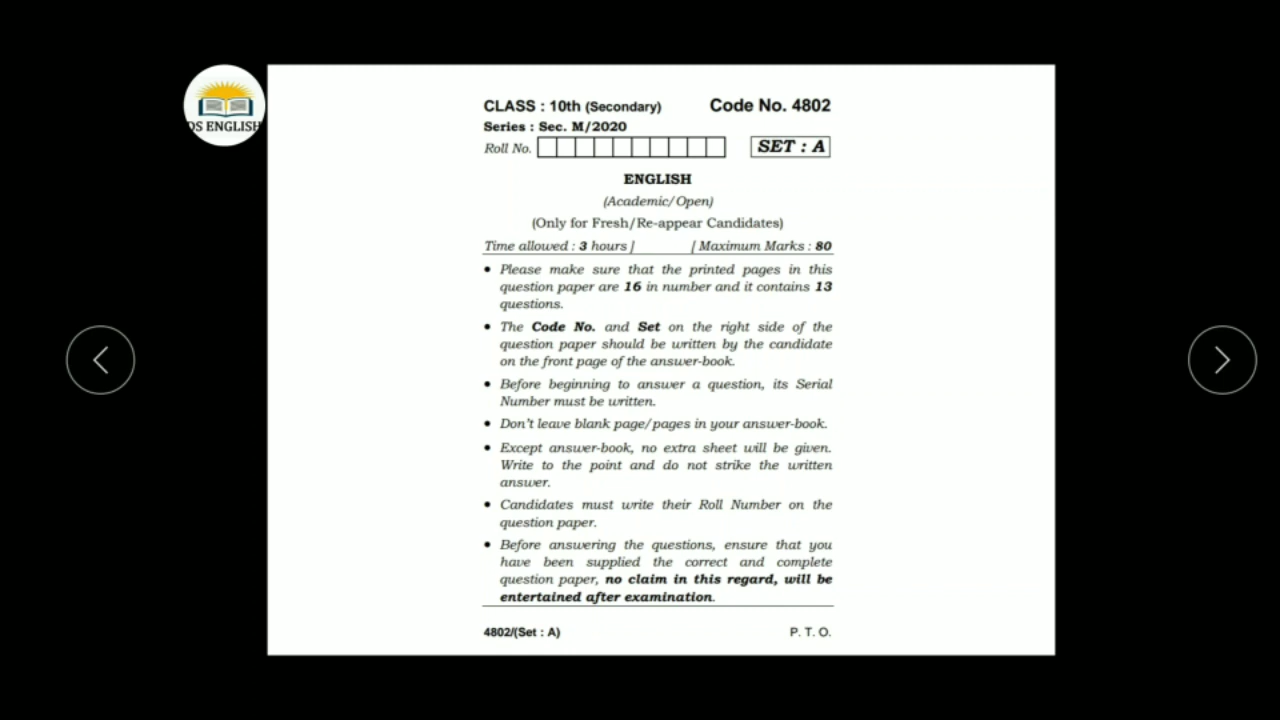 CLASS : 10th (Secondary) Code No. 4802
Series : Sec. M/2020
Roll No. SET : A
ENGLISH
(Academic/Open)
(Only for Fresh/Re-appear Candidates)
Time allowed : 3 hours ] [ Maximum Marks : 80
• Please make sure that the printed pages in this
question paper are 16 in number and it contains 13
questions.
• The Code No. and Set on the right side of the
question paper should be written by the candidate
on the front page of the answer-book.
• Before beginning to answer a question, its Serial
Number must be written.
• Don't leave blank page/pages in your answer-book.
• Except answer-book, no extra sheet will be given.
Write to the point and do not strike the written
answer.
• Candidates must write their Roll Number on the
question paper.
• Before answering the questions, ensure that you
have been supplied the correct and complete
question paper, no claim in this regard, will be
entertained after examination.
4802/(Set : A) P. T. O.
DS ENGLISH